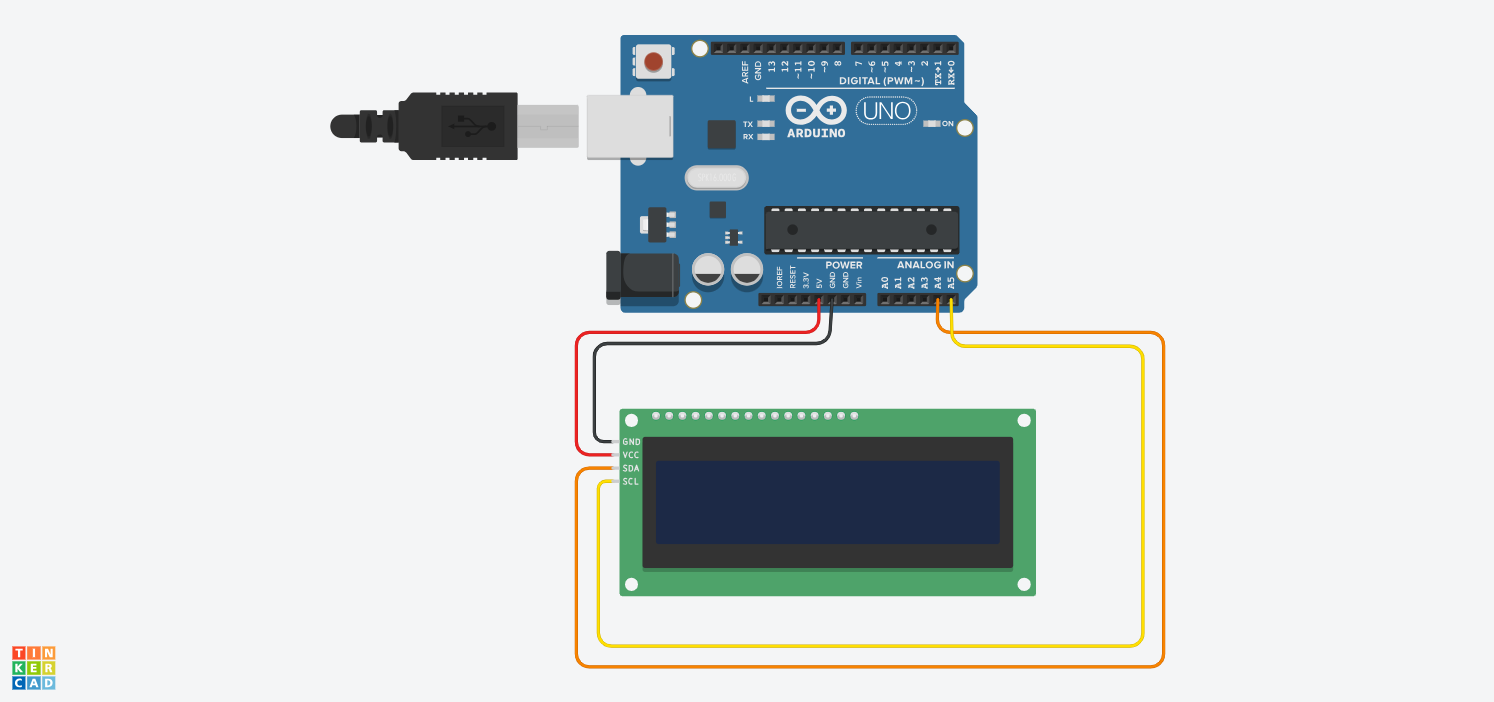 AREF
GND
13
12
~11
~10
~9
8
7
~6
~5
4
~3
2
TX→1
RX←0
DIGITAL (PWM~)
L
TX
RX
UNO
ARDUINO
ON
POWER
ANALOG IN
IOREF
RESET
3.3V
5V
GND
GND
Vin
A0
A1
A2
A3
A4
A5
GND
VCC
SDA
SCL
TIN
KER
CAD